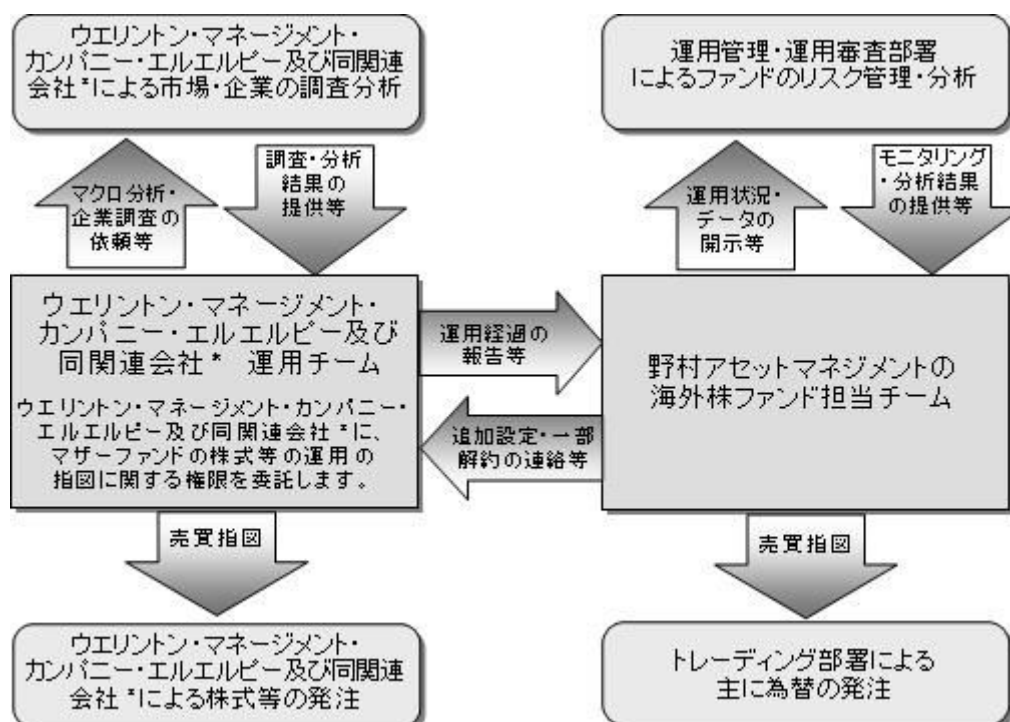 ウエリントン・マネージメント・
カンパニー・エルエルピー及び同関連
会社*による市場・企業の調査分析
運用管理・運用審査部署
によるファンドのリスク管理・分析
マクロ分析・
企業調査の
依頼等
調査・分析
結果の
提供等
運用状況・
データの
開示等
モニタリング
・分析結果
の提供等
ウエリントン・マネージメント・
カンパニー・エルエルピー及び
同関連会社* 運用チーム
ウエリントン・マネージメント・カンパニー・
エルエルピー及び同関連会社*に、
マザーファンドの株式等の運用の
指図に関する権限を委託します。
運用経過の
報告等
追加設定・一部
解約の連絡等
野村アセットマネジメントの
海外株ファンド担当チーム
売買指図
売買指図
ウエリントン・マネージメント・
カンパニー・エルエルピー及び同関連
会社*による株式等の発注
トレーディング部署による
主に為替の発注